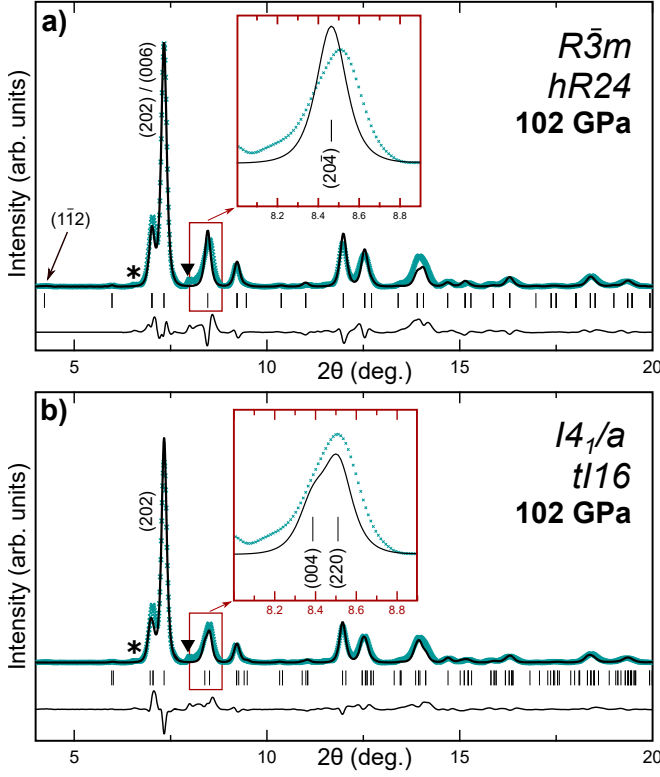 a)
R3̄m
hR24
102 GPa
Intensity (arb. units)
(202) / (006)
(11̄2)
*
(204̄)
8.2 8.4 8.6 8.8
5 10 15 20
2θ (deg.)
b)
I4₁/a
tI16
102 GPa
Intensity (arb. units)
(202)
*
(004)
(220)
8.2 8.4 8.6 8.8
5 10 15 20
2θ (deg.)